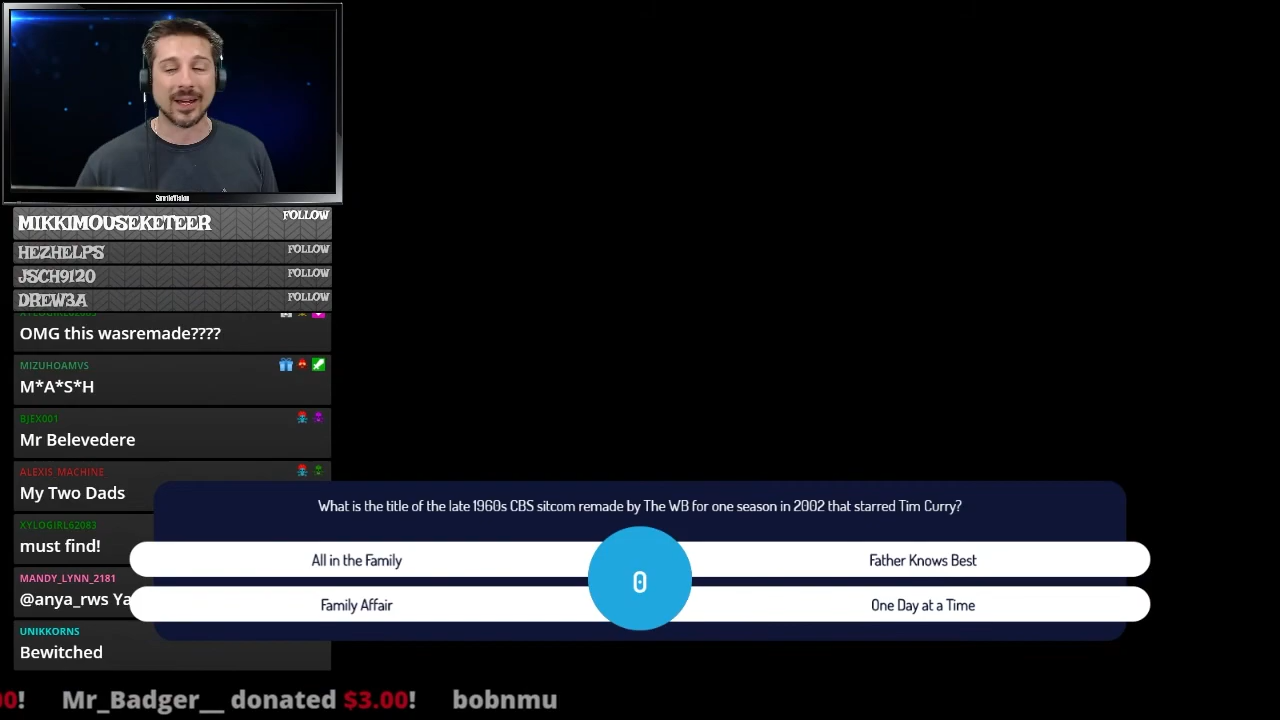 SmrtieVision
MIKKIMOUSEKETEER FOLLOW
HEZHELPS FOLLOW
JSCH9120 FOLLOW
DREW3A FOLLOW
XYLOGIRL62083
OMG this wasremade????
MIZUHOAMVS
M*A*S*H
BJEX001
Mr Belevedere
ALEXIS_MACHINE
My Two Dads
XYLOGIRL62083
must find!
MANDY_LYNN_2181
@anya_rws Ya
UNIKKORNS
Bewitched
What is the title of the late 1960s CBS sitcom remade by The WB for one season in 2002 that starred Tim Curry?
All in the Family
Father Knows Best
0
Family Affair
One Day at a Time
00! Mr_Badger__ donated $3.00! bobnmu